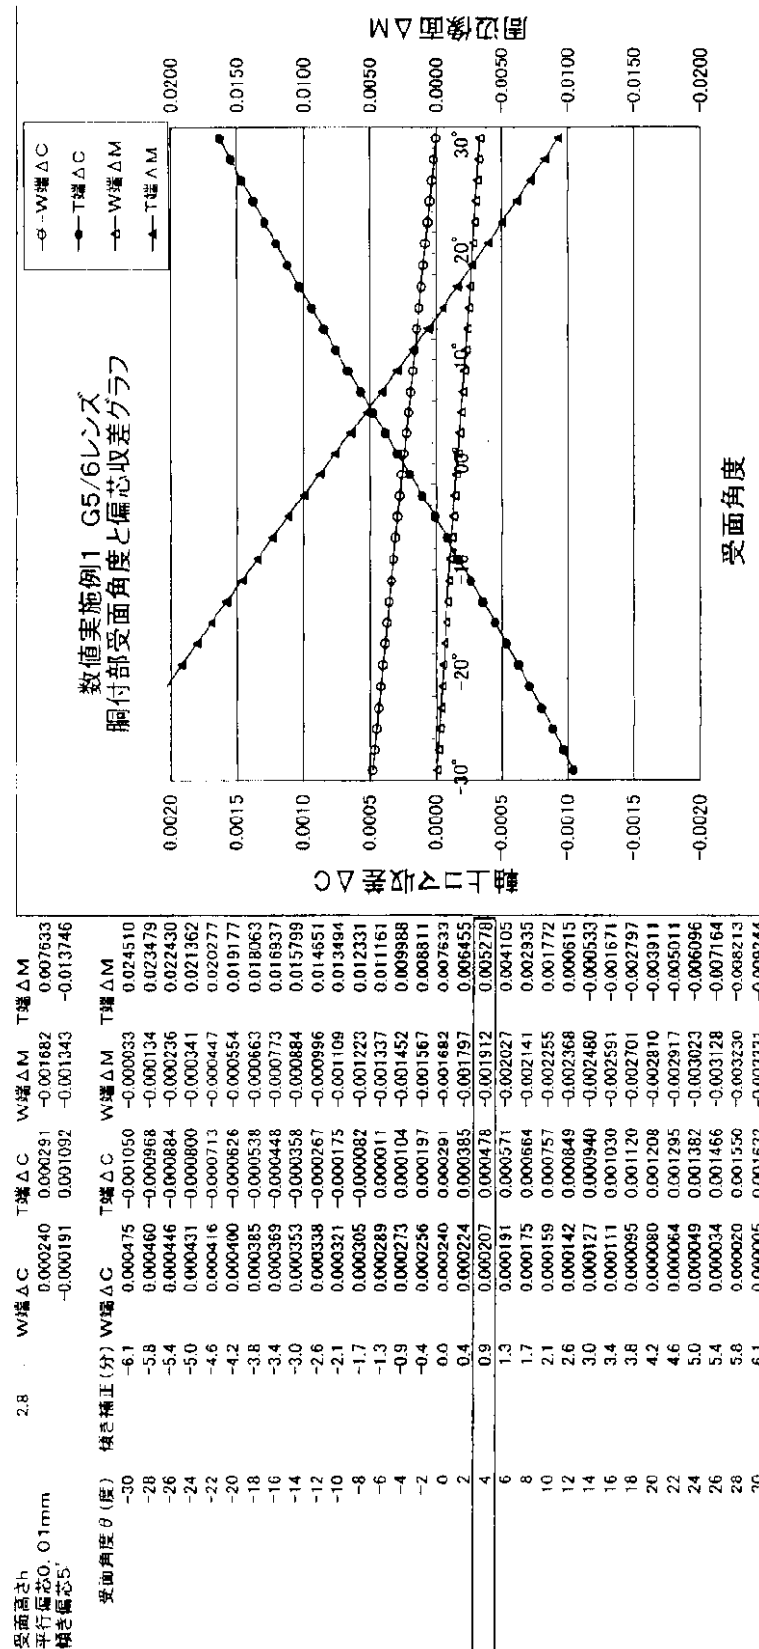 受面高さh 2.8 W端ΔC T端ΔC W端ΔM T端ΔM
平行偏芯0.01mm 0.000240 0.000291 -0.001682 0.007633
傾き偏芯5' -0.000191 0.001092 -0.001343 -0.013746
受面角度θ(度) 傾き補正(分) W端ΔC T端ΔC W端ΔM T端ΔM
-30 -6.1 0.000475 -0.001050 -0.000033 0.024510
-28 -5.8 0.000460 -0.000968 -0.000134 0.023479
-26 -5.4 0.000446 -0.000884 -0.000236 0.022430
-24 -5.0 0.000431 -0.000800 -0.000341 0.021362
-22 -4.6 0.000416 -0.000713 -0.000447 0.020277
-20 -4.2 0.000400 -0.000626 -0.000554 0.019177
-18 -3.8 0.000385 -0.000538 -0.000663 0.018063
-16 -3.4 0.000369 -0.000448 -0.000773 0.016937
-14 -3.0 0.000353 -0.000358 -0.000884 0.015799
-12 -2.6 0.000338 -0.000267 -0.000996 0.014651
-10 -2.1 0.000321 -0.000175 -0.001109 0.013494
-8 -1.7 0.000305 -0.000082 -0.001223 0.012331
-6 -1.3 0.000289 0.000011 -0.001337 0.011161
-4 -0.9 0.000273 0.000104 -0.001452 0.009988
-2 -0.4 0.000256 0.000197 -0.001567 0.008811
0 0.0 0.000240 0.000291 -0.001682 0.007633
2 0.4 0.000224 0.000385 -0.001797 0.006455
4 0.9 0.000207 0.000478 -0.001912 0.005278
6 1.3 0.000191 0.000571 -0.002027 0.004105
8 1.7 0.000175 0.000664 -0.002141 0.002935
10 2.1 0.000159 0.000757 -0.002255 0.001772
12 2.6 0.000142 0.000849 -0.002368 0.000615
14 3.0 0.000127 0.000940 -0.002480 -0.000533
16 3.4 0.000111 0.001030 -0.002591 -0.001671
18 3.8 0.000095 0.001120 -0.002701 -0.002797
20 4.2 0.000080 0.001208 -0.002810 -0.003911
22 4.6 0.000064 0.001295 -0.002917 -0.005011
24 5.0 0.000049 0.001382 -0.003023 -0.006096
26 5.4 0.000034 0.001466 -0.003128 -0.007164
28 5.8 0.000020 0.001550 -0.003230 -0.008213
30 6.1 0.000005 0.001632
数値実施例1 G5/6レンズ
胴付部受面角度と偏芯収差グラフ
W端ΔC
T端ΔC
W端ΔM
T端ΔM
軸上コマ収差ΔC
0.0020
0.0015
0.0010
0.0005
0.0000
-0.0005
-0.0010
-0.0015
-0.0020
-30° -20° -10° 00° 10° 20° 30°
受面角度
0.0200
0.0150
0.0100
0.0050
0.0000
-0.0050
-0.0100
-0.0150
-0.0200
周辺像面ΔM